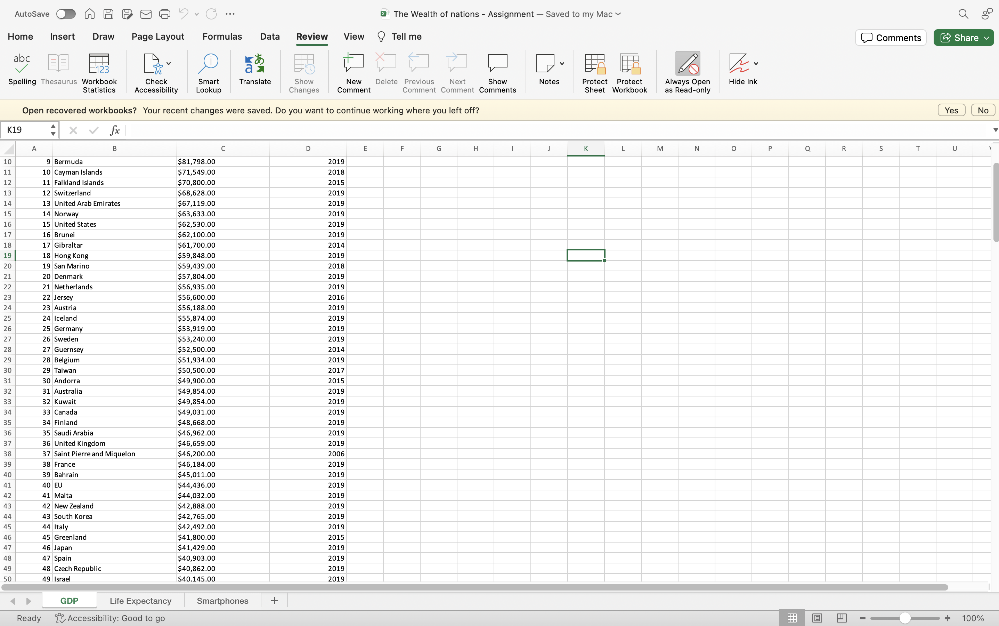 AutoSave
The Wealth of nations - Assignment — Saved to my Mac
Home Insert Draw Page Layout Formulas Data Review View Tell me Comments Share
abc
123
Spelling Thesaurus Workbook Statistics Check Accessibility Smart Lookup Translate Show Changes New Comment Delete Previous Comment Next Comment Show Comments Notes Protect Sheet Protect Workbook Always Open as Read-only Hide Ink
Open recovered workbooks? Your recent changes were saved. Do you want to continue working where you left off? Yes No
K19 fx
A B C D E F G H I J K L M N O P Q R S T U
10 9 Bermuda $81,798.00 2019
11 10 Cayman Islands $71,549.00 2018
12 11 Falkland Islands $70,800.00 2015
13 12 Switzerland $68,628.00 2019
14 13 United Arab Emirates $67,119.00 2019
15 14 Norway $63,633.00 2019
16 15 United States $62,530.00 2019
17 16 Brunei $62,100.00 2019
18 17 Gibraltar $61,700.00 2014
19 18 Hong Kong $59,848.00 2019
20 19 San Marino $59,439.00 2018
21 20 Denmark $57,804.00 2019
22 21 Netherlands $56,935.00 2019
23 22 Jersey $56,600.00 2016
24 23 Austria $56,188.00 2019
25 24 Iceland $55,874.00 2019
26 25 Germany $53,919.00 2019
27 26 Sweden $53,240.00 2019
28 27 Guernsey $52,500.00 2014
29 28 Belgium $51,934.00 2019
30 29 Taiwan $50,500.00 2017
31 30 Andorra $49,900.00 2015
32 31 Australia $49,854.00 2019
33 32 Kuwait $49,854.00 2019
34 33 Canada $49,031.00 2019
35 34 Finland $48,668.00 2019
36 35 Saudi Arabia $46,962.00 2019
37 36 United Kingdom $46,659.00 2019
38 37 Saint Pierre and Miquelon $46,200.00 2006
39 38 France $46,184.00 2019
40 39 Bahrain $45,011.00 2019
41 40 EU $44,436.00 2019
42 41 Malta $44,032.00 2019
43 42 New Zealand $42,888.00 2019
44 43 South Korea $42,765.00 2019
45 44 Italy $42,492.00 2019
46 45 Greenland $41,800.00 2015
47 46 Japan $41,429.00 2019
48 47 Spain $40,903.00 2019
49 48 Czech Republic $40,862.00 2019
50 49 Israel $40,145.00 2019
GDP Life Expectancy Smartphones +
Ready Accessibility: Good to go 100%